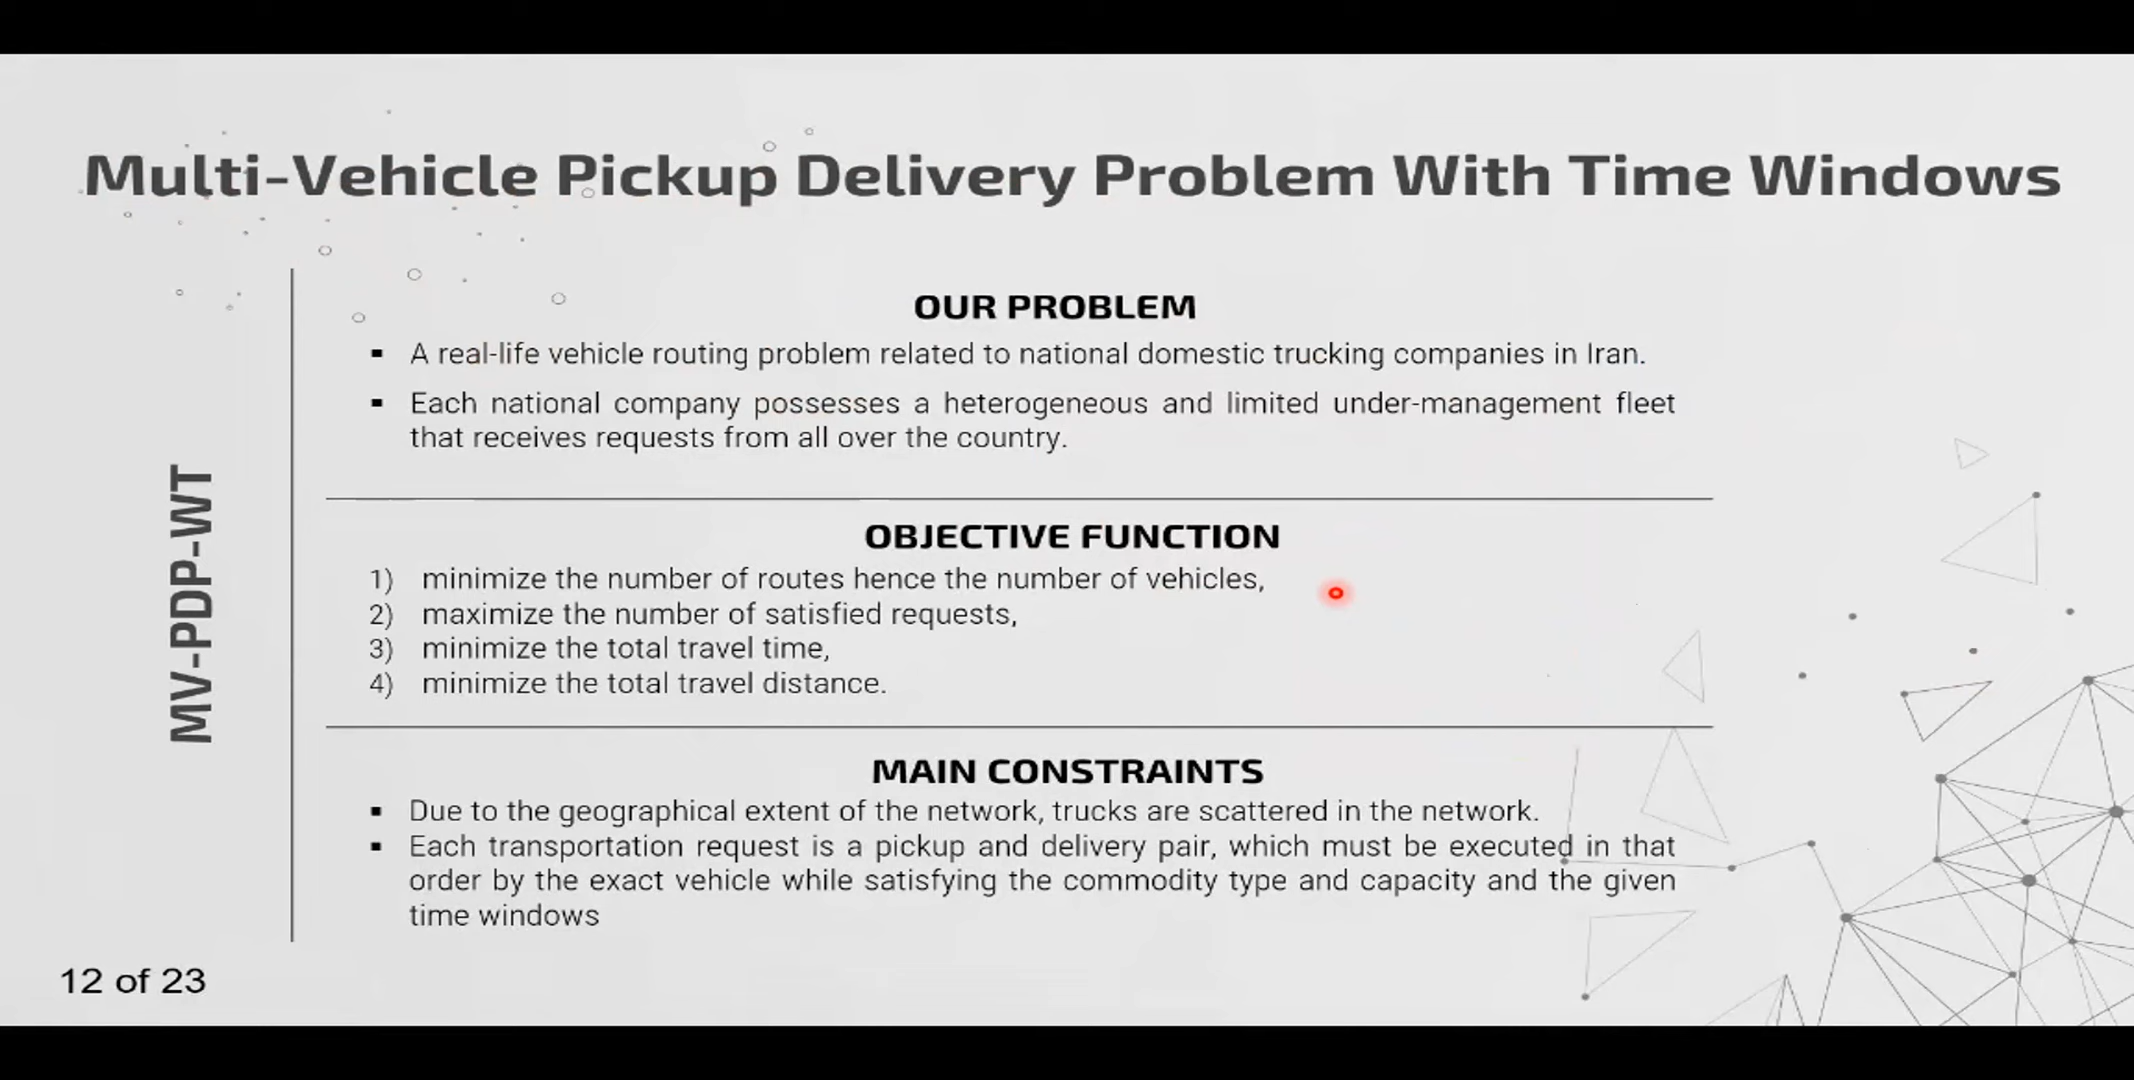 Multi-Vehicle Pickup Delivery Problem With Time Windows
MV-PDP-WT
OUR PROBLEM
▪ A real-life vehicle routing problem related to national domestic trucking companies in Iran.
▪ Each national company possesses a heterogeneous and limited under-management fleet
that receives requests from all over the country.
OBJECTIVE FUNCTION
1) minimize the number of routes hence the number of vehicles,
2) maximize the number of satisfied requests,
3) minimize the total travel time,
4) minimize the total travel distance.
MAIN CONSTRAINTS
▪ Due to the geographical extent of the network, trucks are scattered in the network.
▪ Each transportation request is a pickup and delivery pair, which must be executed in that
order by the exact vehicle while satisfying the commodity type and capacity and the given
time windows
12 of 23